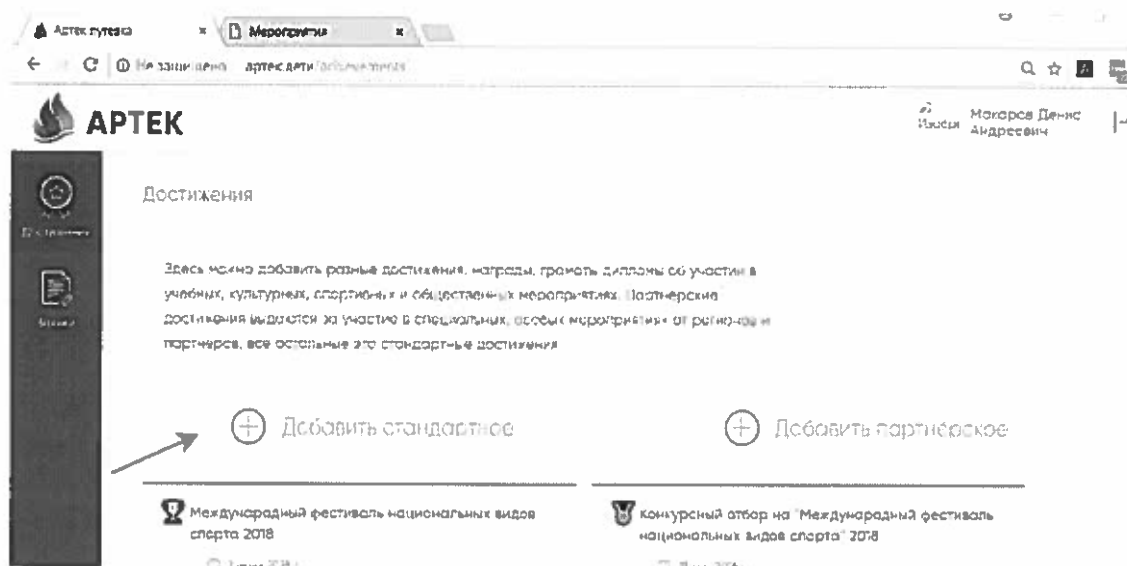 Артек путевка
Мероприятия
Не защищено артек.дети/achievements
АРТЕК
Макаров Денис
Андреевич
Достижения
Здесь можно добавить разные достижения, награды, грамоты, дипломы об участии в
учебных, культурных, спортивных и общественных мероприятиях. Партнерские
достижения выдаются за участие в специальных, особых мероприятиях от регионов и
партнеров, все остальные это стандартные достижения
Добавить стандартное
Добавить партнерское
Международный фестиваль национальных видов
спорта 2018
Конкурсный отбор на "Международный фестиваль
национальных видов спорта" 2018